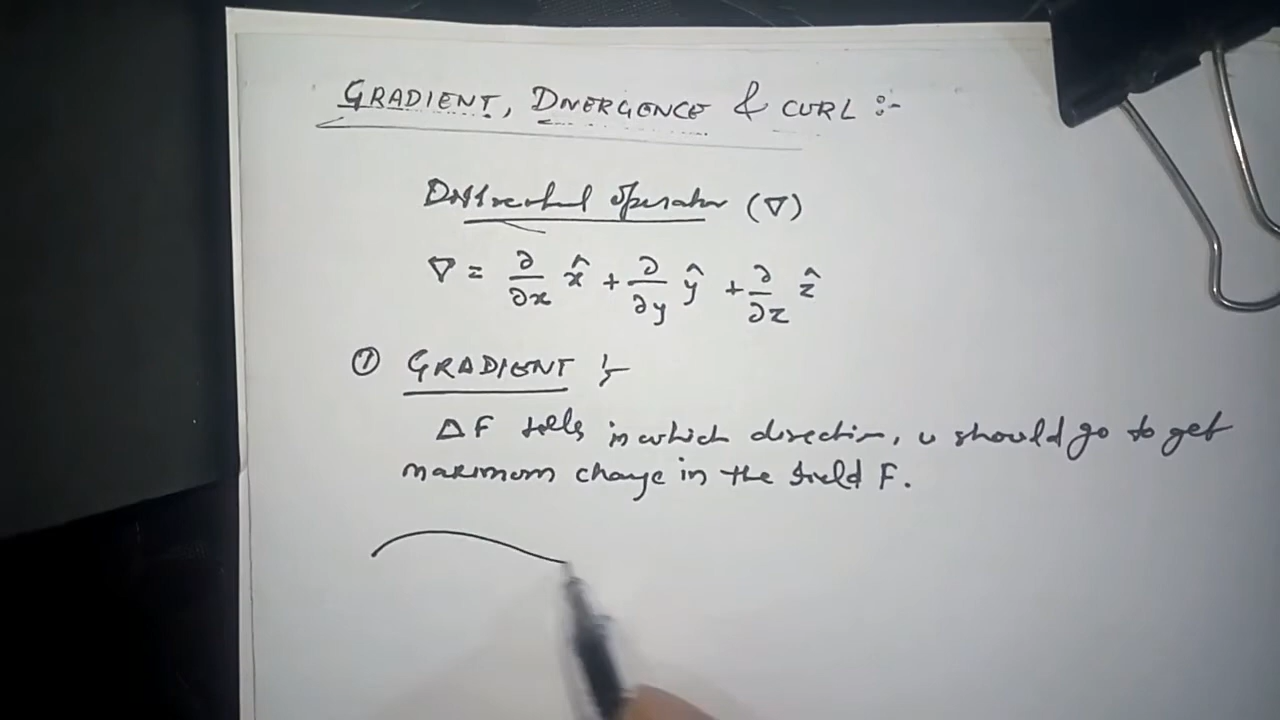 GRADIENT, DIVERGENCE & CURL :-
Differential operator (∇)
∇ = ∂/∂x x̂ + ∂/∂y ŷ + ∂/∂z ẑ
① GRADIENT :-
ΔF tells in which direction, u should go to get
maximum change in the field F.